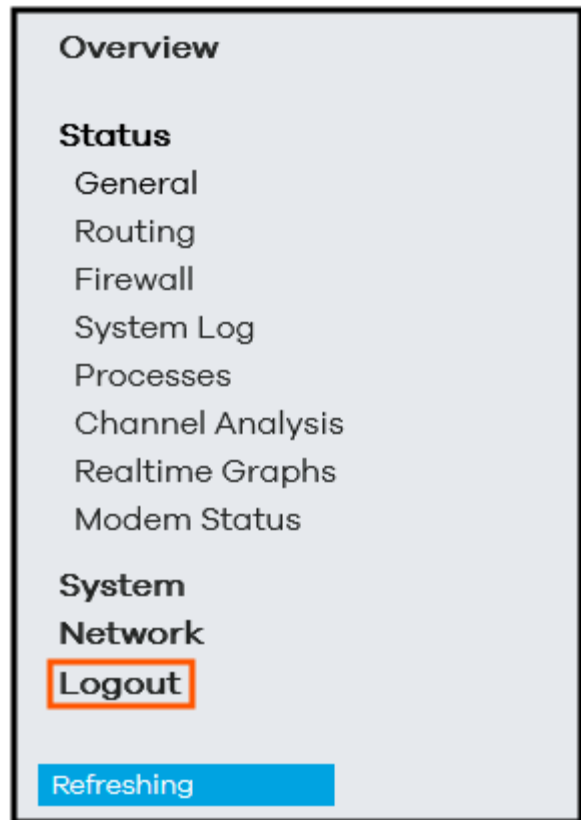 Overview
Status
General
Routing
Firewall
System Log
Processes
Channel Analysis
Realtime Graphs
Modem Status
System
Network
Logout
Refreshing